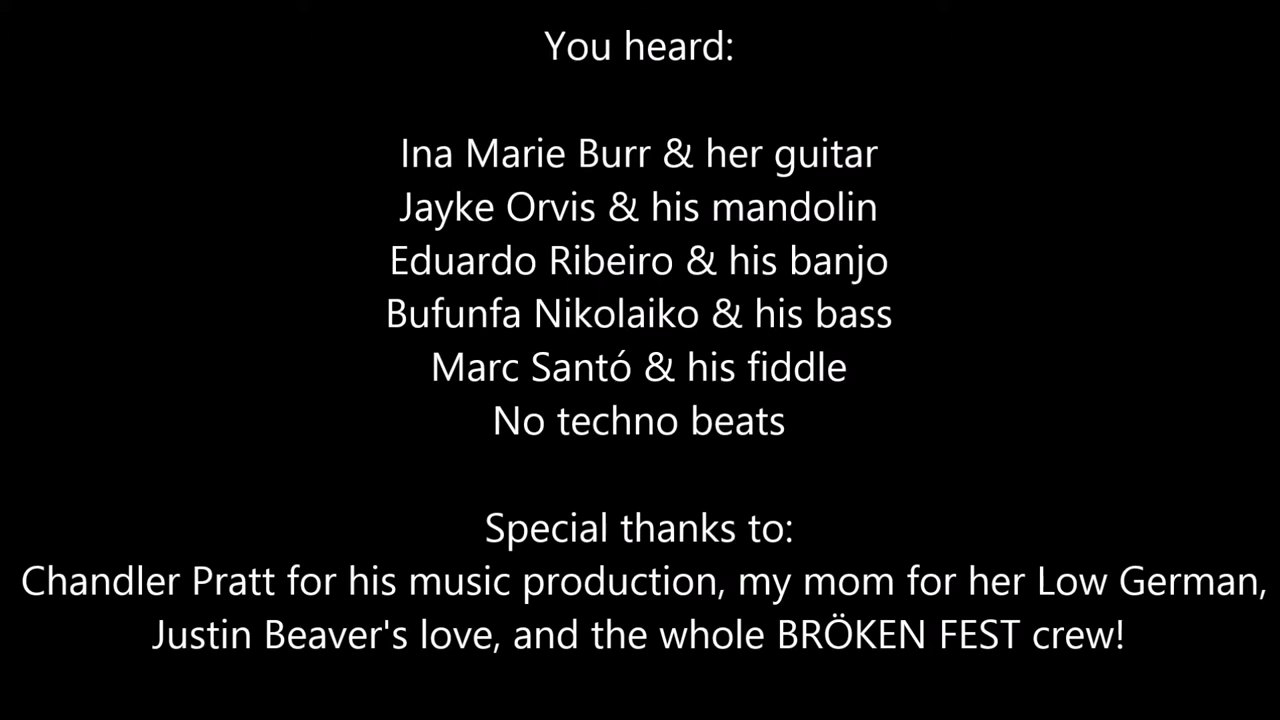 You heard:
Ina Marie Burr & her guitar
Jayke Orvis & his mandolin
Eduardo Ribeiro & his banjo
Bufunfa Nikolaiko & his bass
Marc Santó & his fiddle
No techno beats
Special thanks to:
Chandler Pratt for his music production, my mom for her Low German,
Justin Beaver's love, and the whole BRÖKEN FEST crew!